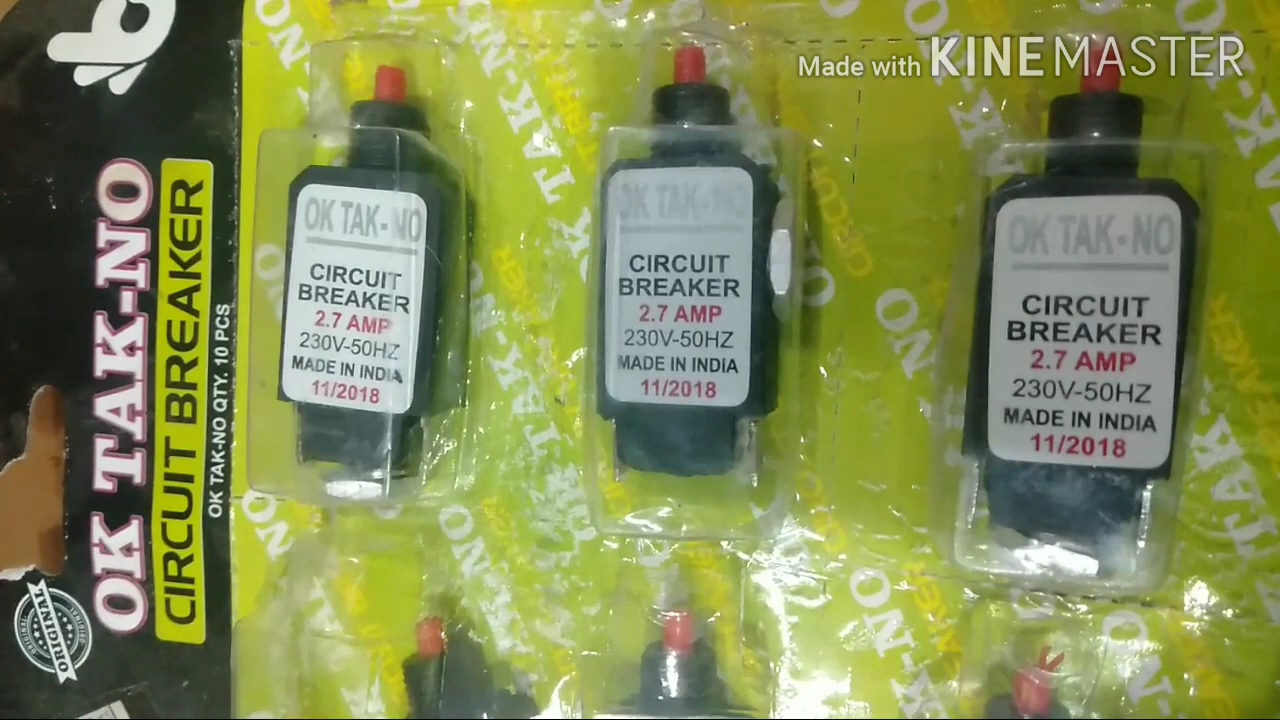 Made with KINEMASTER
OK TAK-NO
CIRCUIT BREAKER
OK TAK-NO QTY. 10 PCS
ORIGINAL
OK TAK-NO
CIRCUIT
BREAKER
2.7 AMP
230V-50HZ
MADE IN INDIA
11/2018
OK TAK-NO
CIRCUIT
BREAKER
2.7 AMP
230V-50HZ
MADE IN INDIA
11/2018
OK TAK-NO
CIRCUIT
BREAKER
2.7 AMP
230V-50HZ
MADE IN INDIA
11/2018